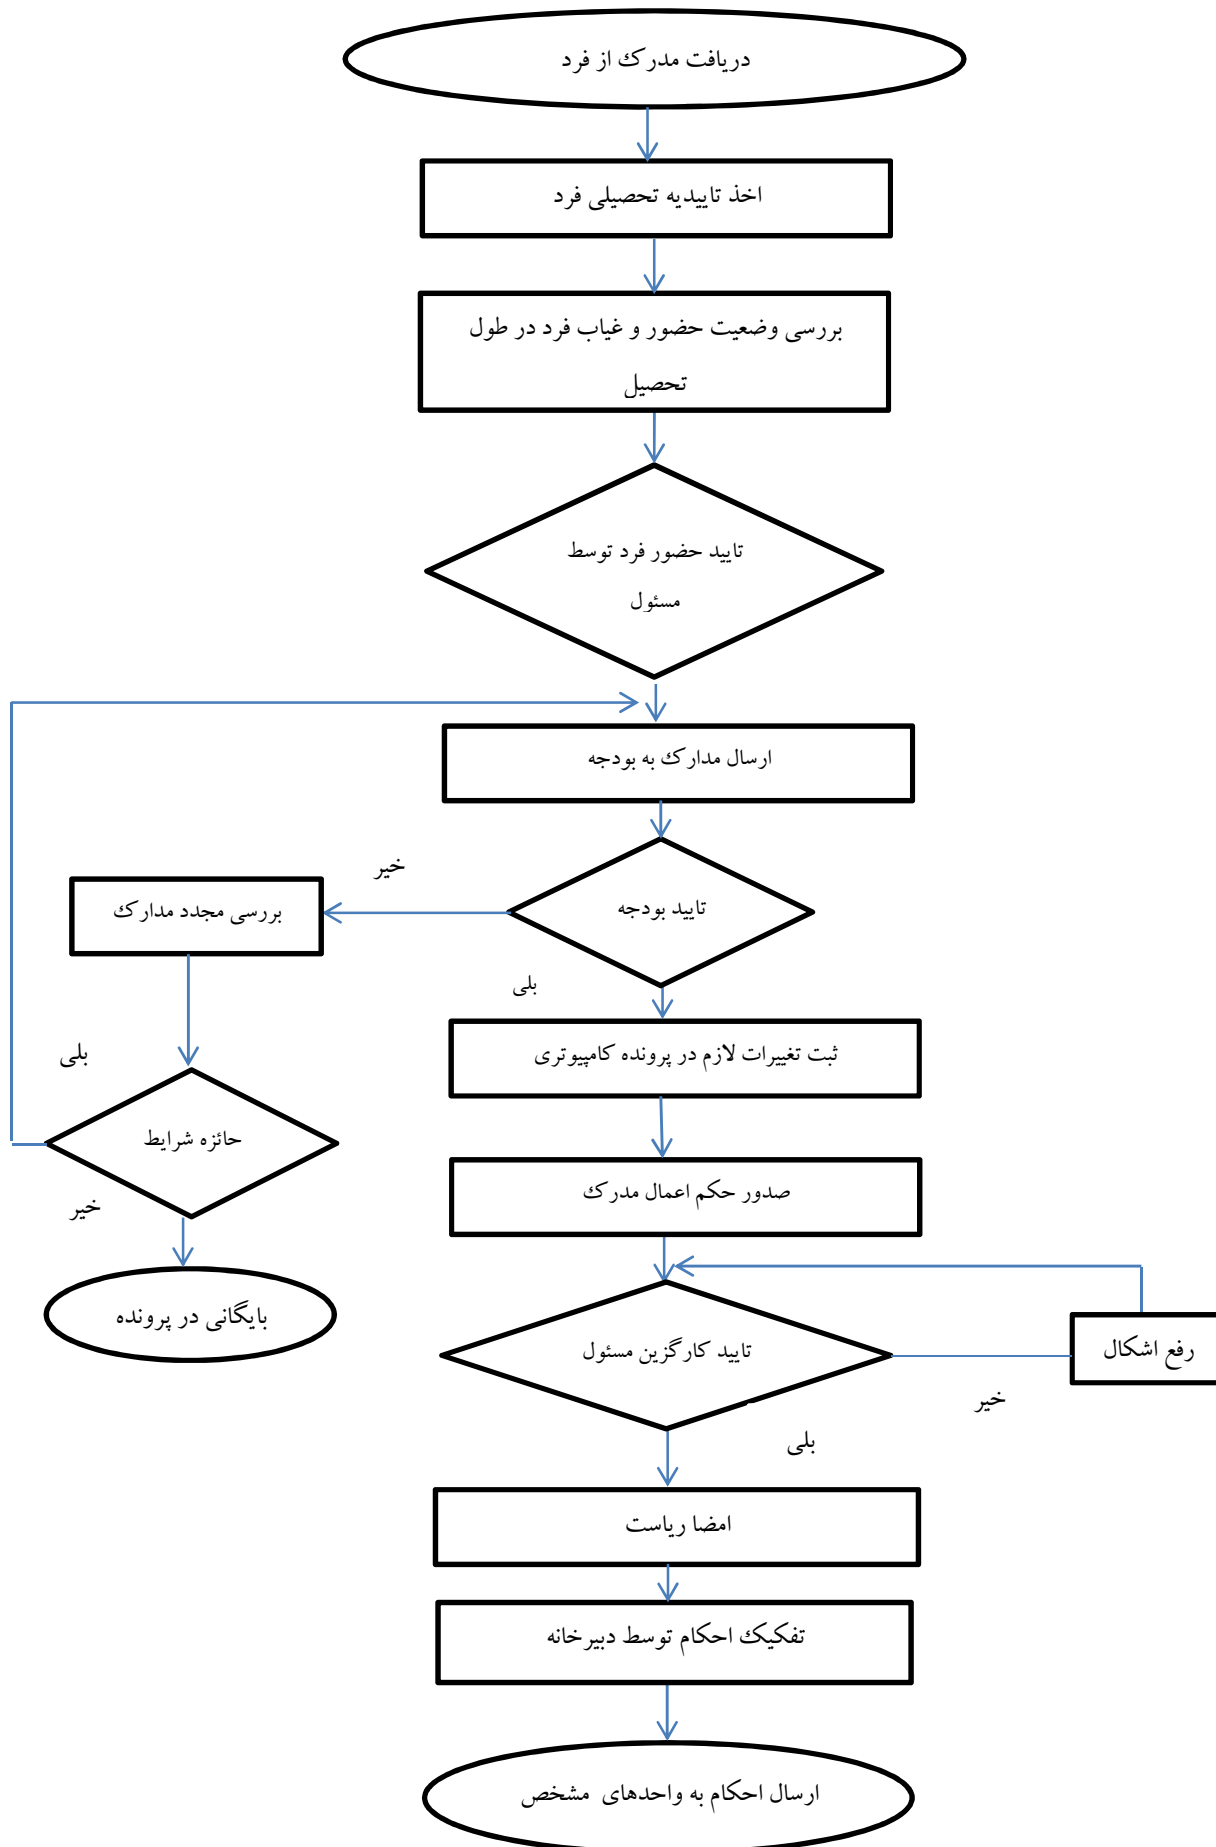 دریافت مدرک از فرد
اخذ تاییدیه تحصیلی فرد
بررسی وضعیت حضور و غیاب فرد در طول
تحصیل
تایید حضور فرد توسط
مسئول
ارسال مدارک به بودجه
خیر
تایید بودجه
بررسی مجدد مدارک
بلی
ثبت تغییرات لازم در پرونده کامپیوتری
بلی
حائزه شرایط
صدور حکم اعمال مدرک
خیر
بایگانی در پرونده
تایید کارگزین مسئول
رفع اشکال
خیر
بلی
امضا ریاست
تفکیک احکام توسط دبیرخانه
ارسال احکام به واحدهای مشخص